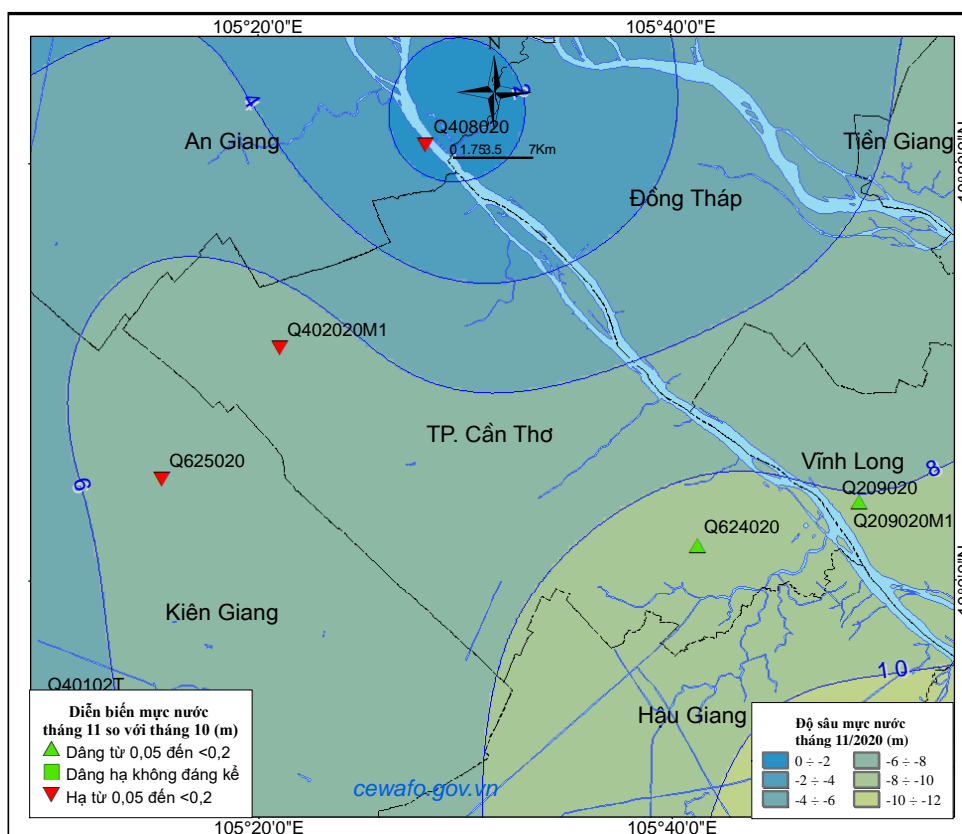 105°20'0"E
105°40'0"E
N
4
2
Q408020
An Giang
Tiền Giang
0 1.75 3.5 7Km
Đồng Tháp
Q402020M1
TP. Cần Thơ
Q625020
6
Vĩnh Long
8
Q209020
Q209020M1
Q624020
Kiên Giang
10
Q40102T
Hậu Giang
Diễn biến mực nước
tháng 11 so với tháng 10 (m)
Dâng từ 0,05 đến <0,2
Dâng hạ không đáng kể
Hạ từ 0,05 đến <0,2
cewafo.gov.vn
Độ sâu mực nước
tháng 11/2020 (m)
0 ÷ -2
-2 ÷ -4
-4 ÷ -6
-6 ÷ -8
-8 ÷ -10
-10 ÷ -12
105°20'0"E
105°40'0"E